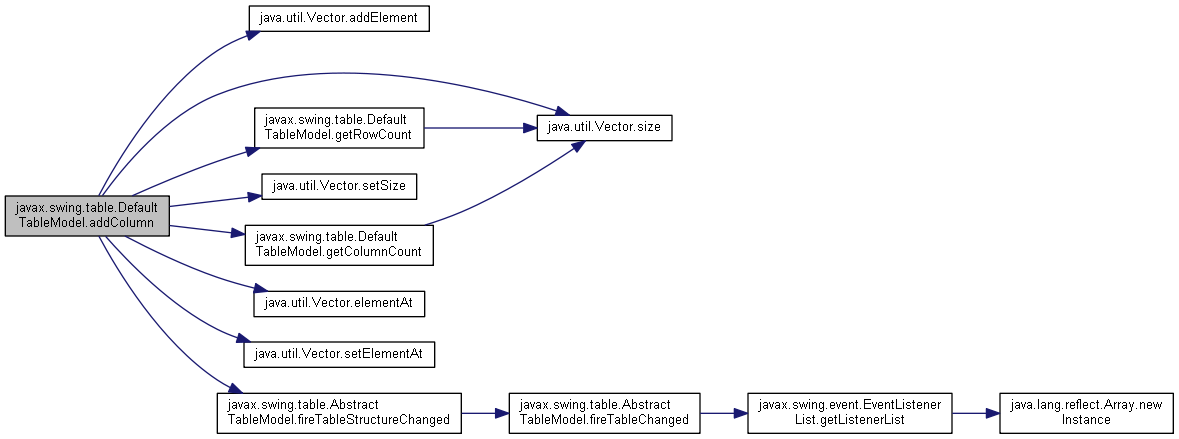 java.util.Vector.addElement
javax.swing.table.Default
TableModel.getRowCount
java.util.Vector.size
java.util.Vector.setSize
javax.swing.table.Default
TableModel.addColumn
javax.swing.table.Default
TableModel.getColumnCount
java.util.Vector.elementAt
java.util.Vector.setElementAt
javax.swing.table.Abstract
TableModel.fireTableStructureChanged
javax.swing.table.Abstract
TableModel.fireTableChanged
javax.swing.event.EventListener
List.getListenerList
java.lang.reflect.Array.new
Instance